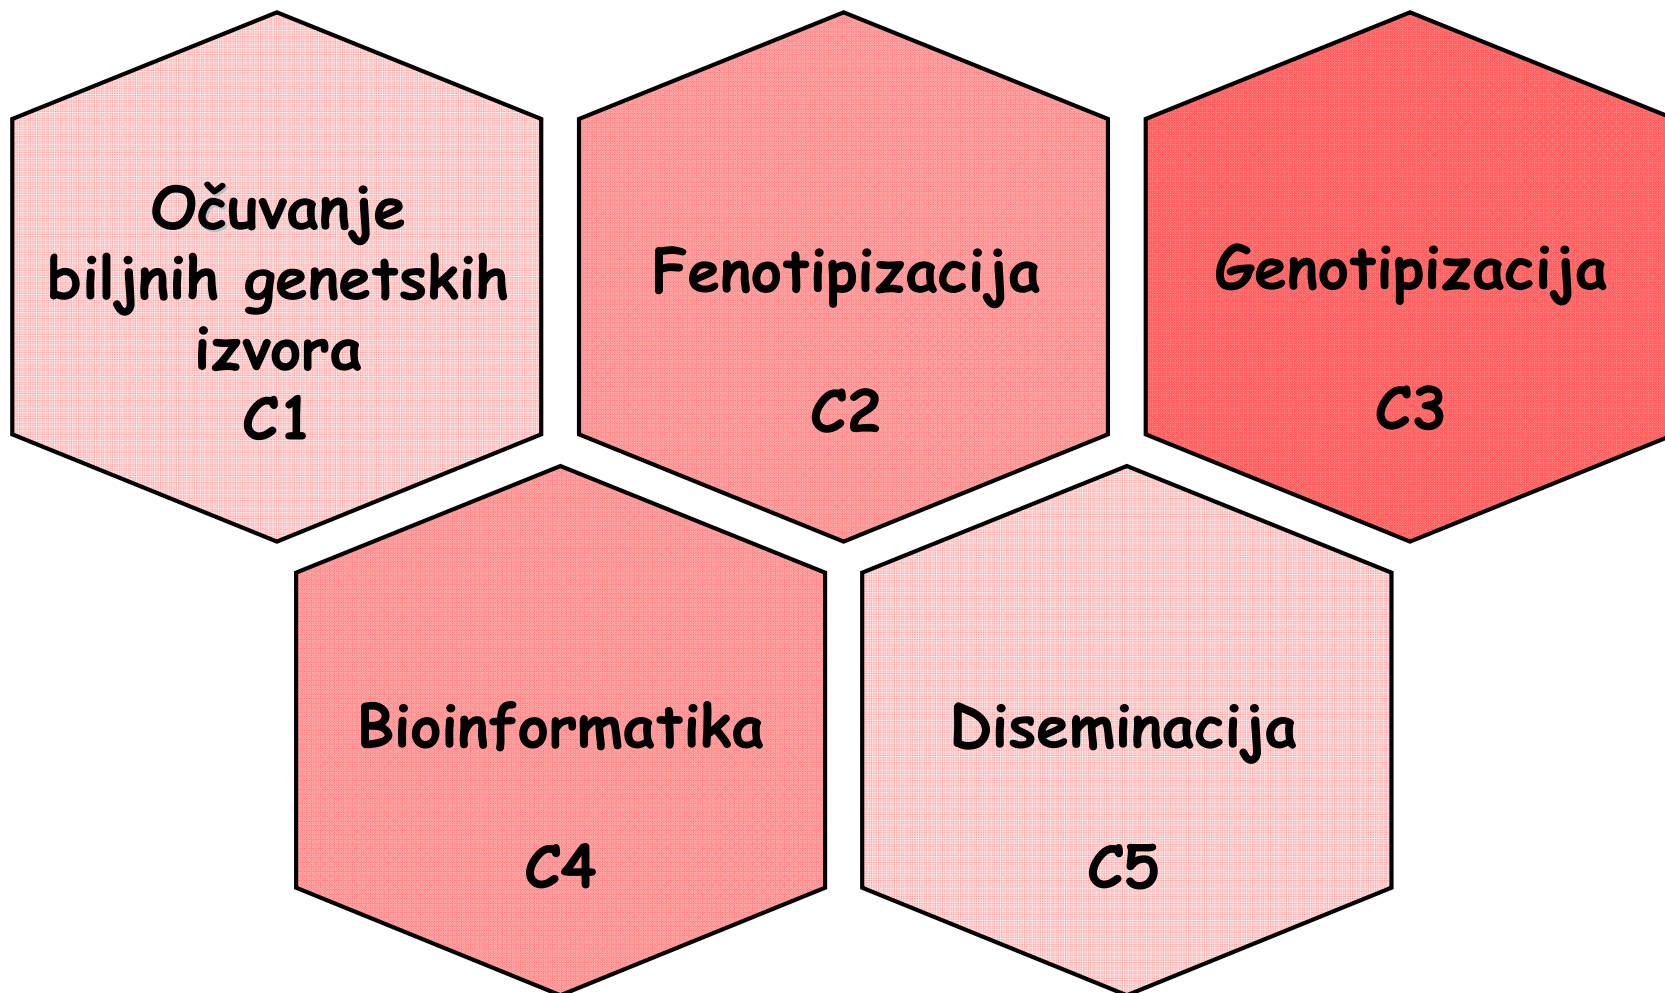 Očuvanje
biljnih genetskih
izvora
C1
Fenotipizacija
C2
Genotipizacija
C3
Bioinformatika
C4
Diseminacija
C5